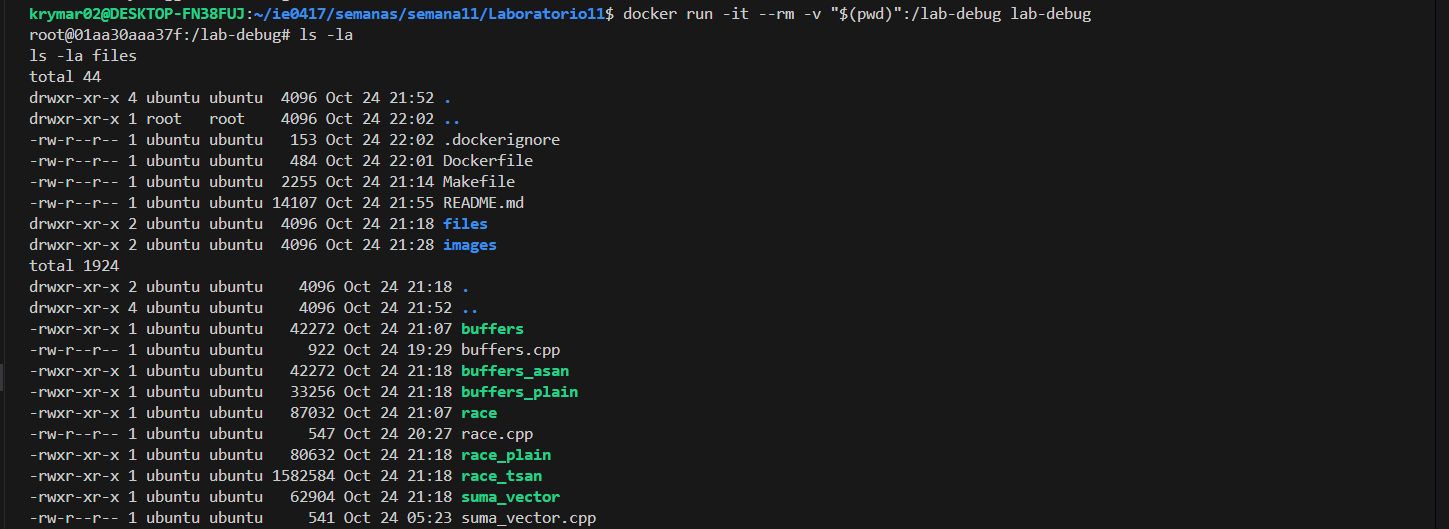 krymar02@DESKTOP-FN38FUJ:~/ie0417/semanas/semana11/Laboratorio11$ docker run -it --rm -v "$(pwd)":/lab-debug lab-debug
root@01aa30aaa37f:/lab-debug# ls -la
ls -la files
total 44
drwxr-xr-x 4 ubuntu ubuntu  4096 Oct 24 21:52 .
drwxr-xr-x 1 root   root    4096 Oct 24 22:02 ..
-rw-r--r-- 1 ubuntu ubuntu   153 Oct 24 22:02 .dockerignore
-rw-r--r-- 1 ubuntu ubuntu   484 Oct 24 22:01 Dockerfile
-rw-r--r-- 1 ubuntu ubuntu  2255 Oct 24 21:14 Makefile
-rw-r--r-- 1 ubuntu ubuntu 14107 Oct 24 21:55 README.md
drwxr-xr-x 2 ubuntu ubuntu  4096 Oct 24 21:18 files
drwxr-xr-x 2 ubuntu ubuntu  4096 Oct 24 21:28 images
total 1924
drwxr-xr-x 2 ubuntu ubuntu    4096 Oct 24 21:18 .
drwxr-xr-x 4 ubuntu ubuntu    4096 Oct 24 21:52 ..
-rwxr-xr-x 1 ubuntu ubuntu   42272 Oct 24 21:07 buffers
-rw-r--r-- 1 ubuntu ubuntu     922 Oct 24 19:29 buffers.cpp
-rwxr-xr-x 1 ubuntu ubuntu   42272 Oct 24 21:18 buffers_asan
-rwxr-xr-x 1 ubuntu ubuntu   33256 Oct 24 21:18 buffers_plain
-rwxr-xr-x 1 ubuntu ubuntu   87032 Oct 24 21:07 race
-rw-r--r-- 1 ubuntu ubuntu     547 Oct 24 20:27 race.cpp
-rwxr-xr-x 1 ubuntu ubuntu   80632 Oct 24 21:18 race_plain
-rwxr-xr-x 1 ubuntu ubuntu 1582584 Oct 24 21:18 race_tsan
-rwxr-xr-x 1 ubuntu ubuntu   62904 Oct 24 21:18 suma_vector
-rw-r--r-- 1 ubuntu ubuntu     541 Oct 24 05:23 suma_vector.cpp